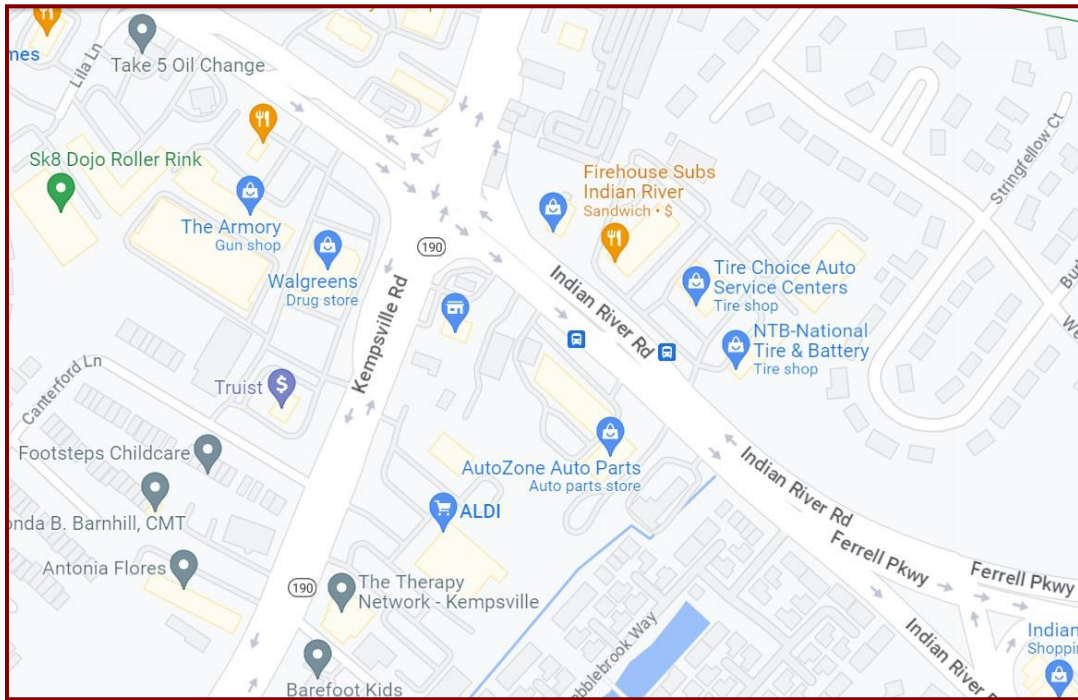 mes
Take 5 Oil Change
Lila Ln
Sk8 Dojo Roller Rink
The Armory
Gun shop
Walgreens
Drug store
190
Kempsville Rd
Firehouse Subs
Indian River
Sandwich • $
Stringfellow Ct
Tire Choice Auto
Service Centers
Tire shop
Indian River Rd
NTB-National
Tire & Battery
Tire shop
Canterford Ln
Truist
$
Footsteps Childcare
onda B. Barnhill, CMT
Antonia Flores
AutoZone Auto Parts
Auto parts store
ALDI
190
The Therapy
Network - Kempsville
Barefoot Kids
bblebrook Way
Indian River Rd
Ferrell Pkwy
Ferrell Pkwy
Indian River
Indian
Shoppi